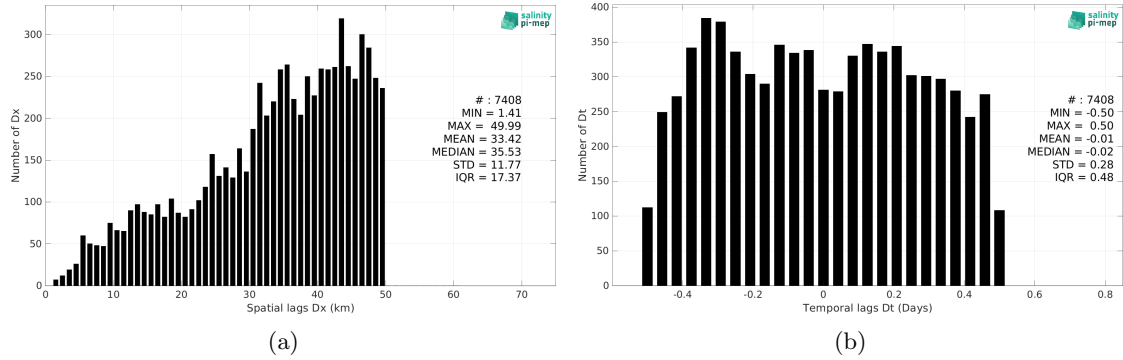 salinity
pi-mep
300
250
200
150
100
50
0
Number of Dx
# : 7408
MIN = 1.41
MAX = 49.99
MEAN = 33.42
MEDIAN = 35.53
STD = 11.77
IQR = 17.37
0 10 20 30 40 50 60 70
Spatial lags Dx (km)
(a)
salinity
pi-mep
400
350
300
250
200
150
100
50
0
Number of Dt
# : 7408
MIN = -0.50
MAX = 0.50
MEAN = -0.01
MEDIAN = -0.02
STD = 0.28
IQR = 0.48
-0.4 -0.2 0 0.2 0.4 0.6 0.8
Temporal lags Dt (Days)
(b)